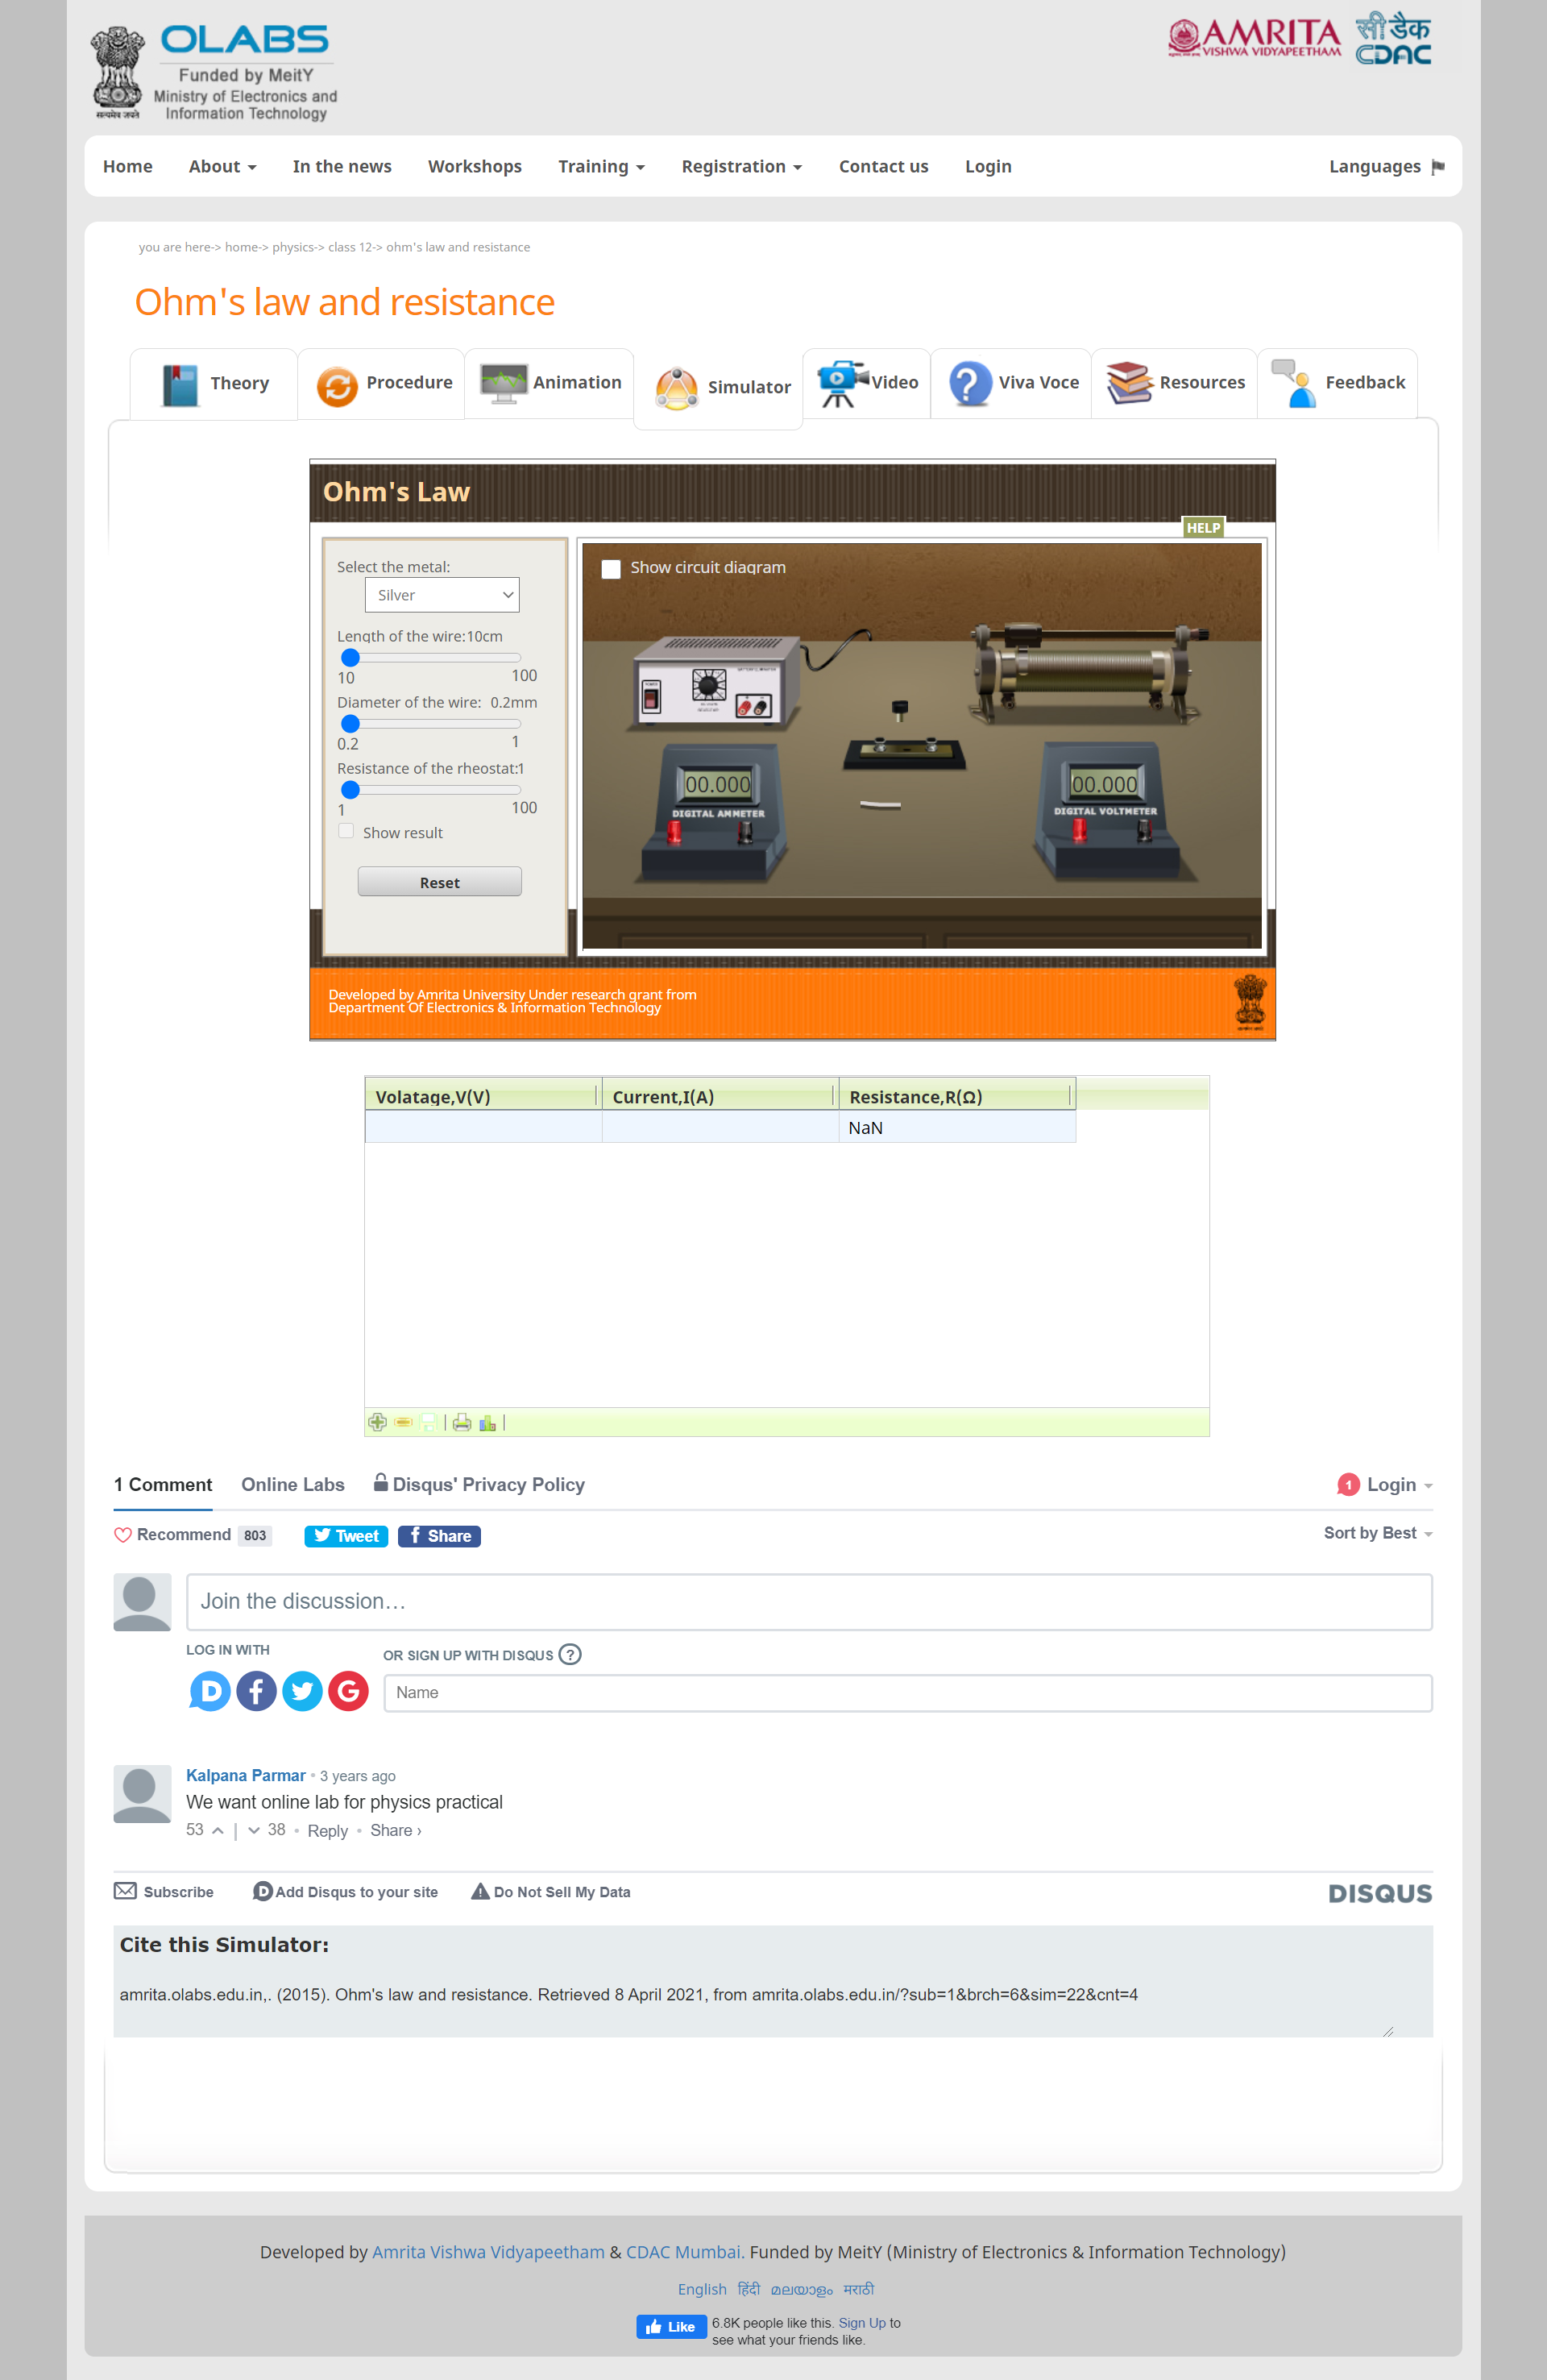 OLABS
Funded by MeitY
Ministry of Electronics and
Information Technology
सत्यमेव जयते
AMRITA
VISHWA VIDYAPEETHAM
सी डैक
CDAC
Home About In the news Workshops Training Registration Contact us Login Languages
you are here-> home-> physics-> class 12-> ohm's law and resistance
Ohm's law and resistance
Theory Procedure Animation Simulator Video Viva Voce Resources Feedback
Ohm's Law
HELP
Select the metal:
Silver
Length of the wire:10cm
10 100
Diameter of the wire: 0.2mm
0.2 1
Resistance of the rheostat:1
1 100
Show result
Reset
Show circuit diagram
POWER
00.000
DIGITAL AMMETER
00.000
DIGITAL VOLTMETER
Developed by Amrita University Under research grant from
Department Of Electronics & Information Technology
Volatage,V(V) Current,I(A) Resistance,R(Ω)
NaN
1 Comment Online Labs Disqus' Privacy Policy 1 Login
Recommend 803 Tweet Share Sort by Best
Join the discussion…
LOG IN WITH
OR SIGN UP WITH DISQUS ?
Name
Kalpana Parmar • 3 years ago
We want online lab for physics practical
53 | 38 • Reply • Share ›
Subscribe Add Disqus to your site Do Not Sell My Data DISQUS
Cite this Simulator:
amrita.olabs.edu.in,. (2015). Ohm's law and resistance. Retrieved 8 April 2021, from amrita.olabs.edu.in/?sub=1&brch=6&sim=22&cnt=4
Developed by Amrita Vishwa Vidyapeetham & CDAC Mumbai. Funded by MeitY (Ministry of Electronics & Information Technology)
English हिंदी മലയാളം मराठी
Like 6.8K people like this. Sign Up to
see what your friends like.